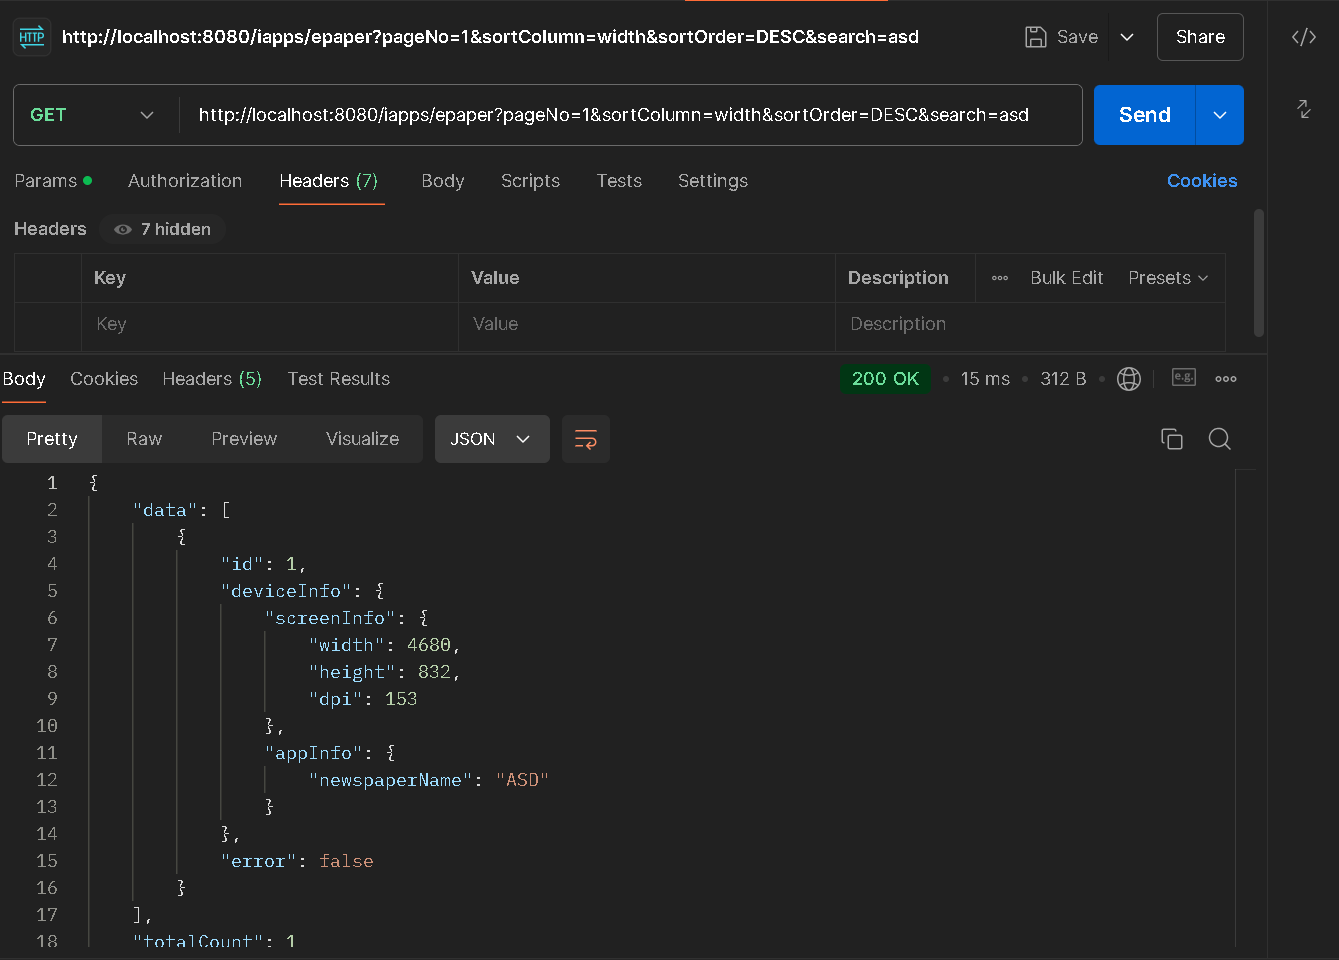 HTTP http://localhost:8080/iapps/epaper?pageNo=1&sortColumn=width&sortOrder=DESC&search=asd Save Share
GET http://localhost:8080/iapps/epaper?pageNo=1&sortColumn=width&sortOrder=DESC&search=asd Send
Params Authorization Headers (7) Body Scripts Tests Settings Cookies
Headers 7 hidden
Key Value Description Bulk Edit Presets
Key Value Description
Body Cookies Headers (5) Test Results 200 OK 15 ms 312 B e.g.
Pretty Raw Preview Visualize JSON
1 {
2 "data": [
3 {
4 "id": 1,
5 "deviceInfo": {
6 "screenInfo": {
7 "width": 4680,
8 "height": 832,
9 "dpi": 153
10 },
11 "appInfo": {
12 "newspaperName": "ASD"
13 }
14 },
15 "error": false
16 }
17 ],
18 "totalCount": 1